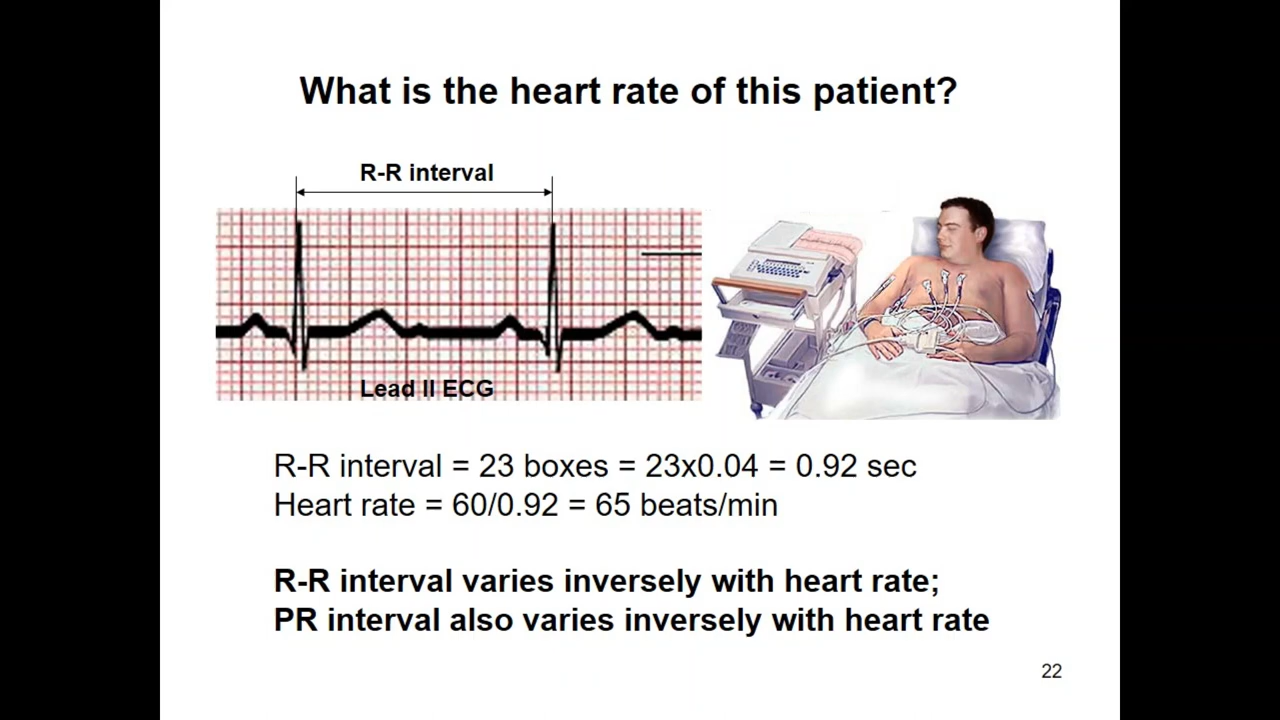 What is the heart rate of this patient?
R-R interval
Lead II ECG
R-R interval = 23 boxes = 23x0.04 = 0.92 sec
Heart rate = 60/0.92 = 65 beats/min
R-R interval varies inversely with heart rate;
PR interval also varies inversely with heart rate
22